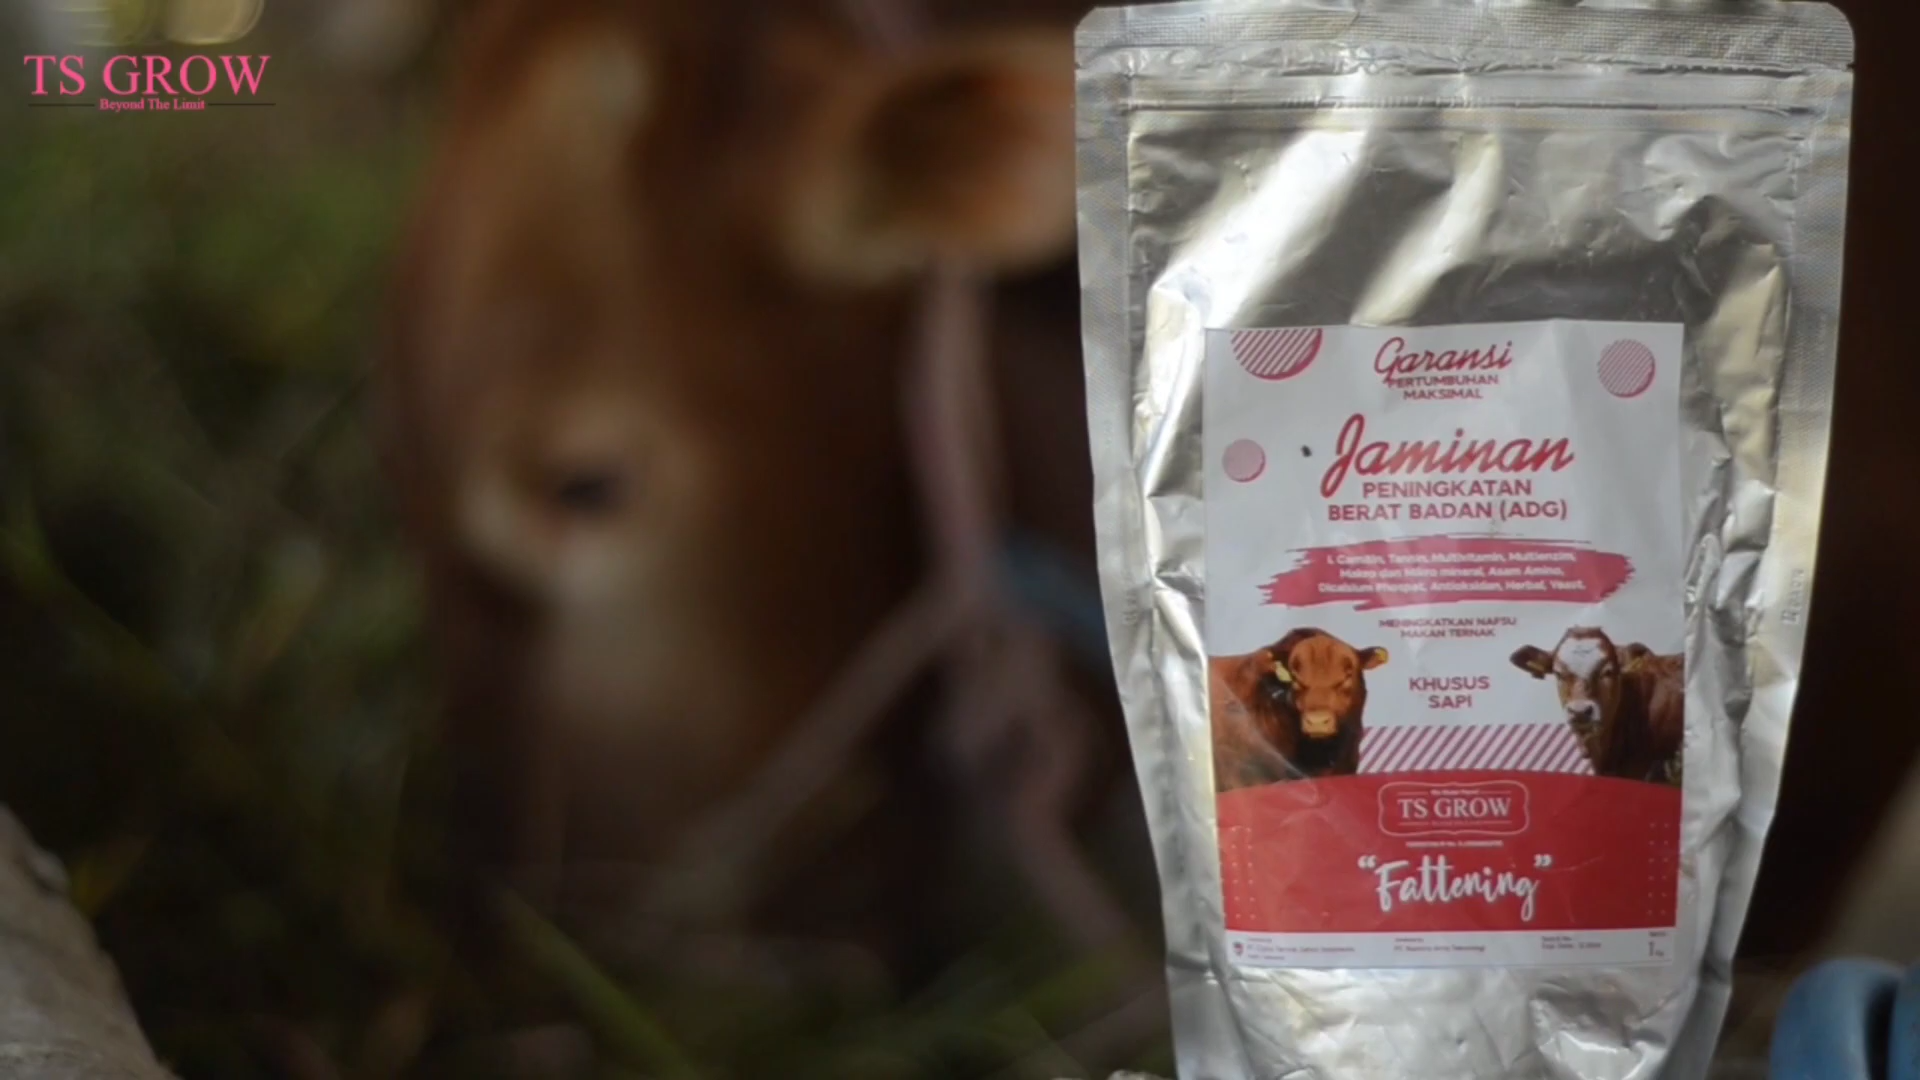 TS GROW
Beyond The Limit
Garansi
PERTUMBUHAN
MAKSIMAL
Jaminan
PENINGKATAN
BERAT BADAN (ADG)
L Carnitin, Tannin, Multivitamin, Multienzim,
Makro dan Mikro mineral, Asam Amino,
Dicalsium Phospat, Antioksidan, Herbal, Yeast.
MENINGKATKAN NAFSU
MAKAN TERNAK
KHUSUS
SAPI
TS GROW
"Fattening"